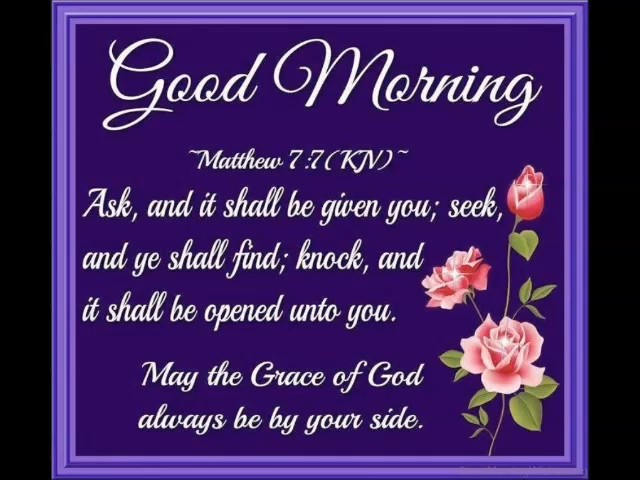 Good Morning
~Matthew 7:7 (KJV) ~
Ask, and it shall be given you; seek,
and ye shall find; knock, and
it shall be opened unto you.
May the Grace of God
always be by your side.